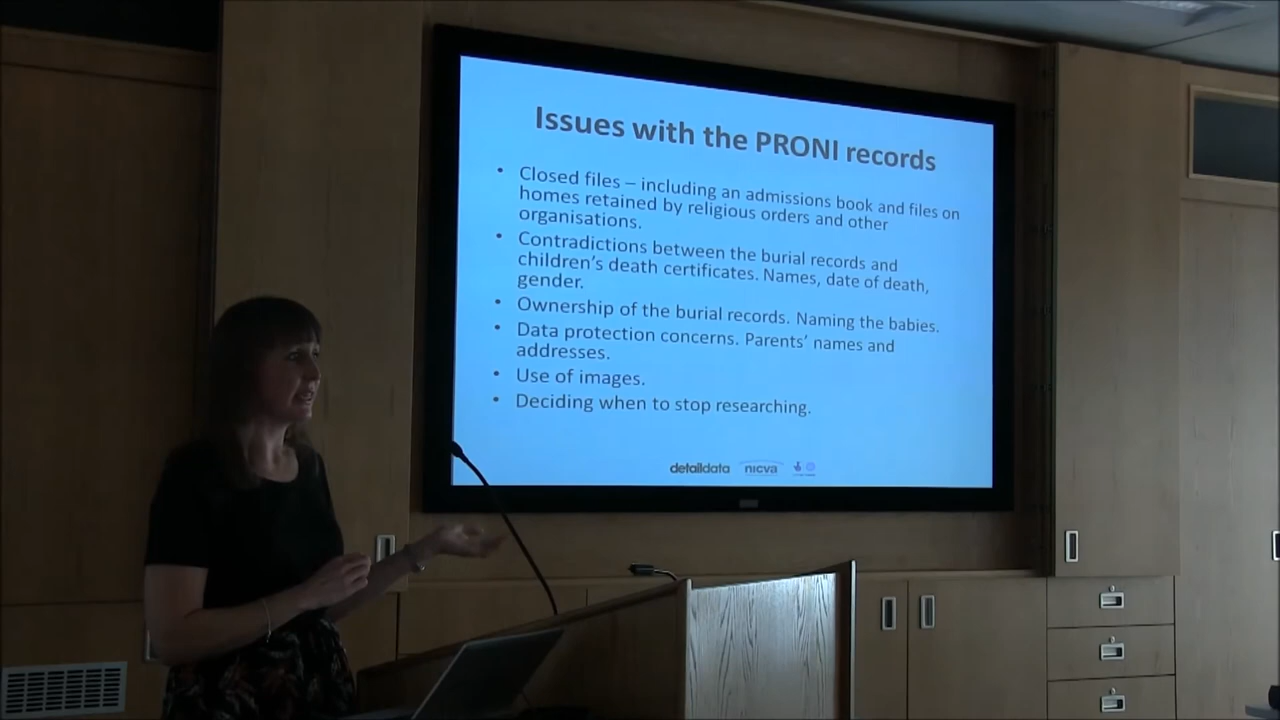 Issues with the PRONI records
• Closed files – including an admissions book and files on
homes retained by religious orders and other
organisations.
• Contradictions between the burial records and
children's death certificates. Names, date of death,
gender.
• Ownership of the burial records. Naming the babies.
• Data protection concerns. Parents' names and
addresses.
• Use of images.
• Deciding when to stop researching.
detaildata nicva